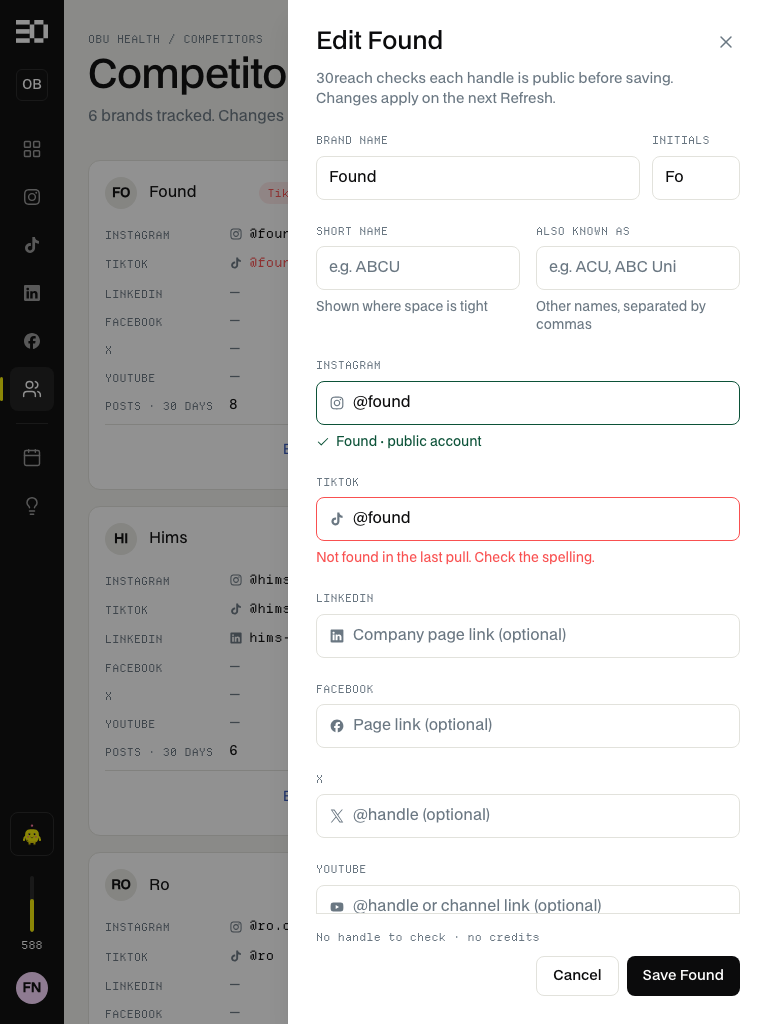 OB
588
FN
OBU HEALTH / COMPETITORS
Competito
6 brands tracked. Changes
FO
Found
Tik
INSTAGRAM
@foun
TIKTOK
@foun
LINKEDIN
—
FACEBOOK
—
X
—
YOUTUBE
—
POSTS · 30 DAYS
8
HI
Hims
INSTAGRAM
@hims
TIKTOK
@hims
LINKEDIN
hims-
FACEBOOK
—
X
—
YOUTUBE
—
POSTS · 30 DAYS
6
RO
Ro
INSTAGRAM
@ro.c
TIKTOK
@ro
LINKEDIN
—
FACEBOOK
—
Edit Found
30reach checks each handle is public before saving.
Changes apply on the next Refresh.
BRAND NAME
INITIALS
Found
Fo
SHORT NAME
ALSO KNOWN AS
e.g. ABCU
e.g. ACU, ABC Uni
Shown where space is tight
Other names, separated by
commas
INSTAGRAM
@found
Found · public account
TIKTOK
@found
Not found in the last pull. Check the spelling.
LINKEDIN
Company page link (optional)
FACEBOOK
Page link (optional)
X
@handle (optional)
YOUTUBE
@handle or channel link (optional)
No handle to check · no credits
Cancel
Save Found